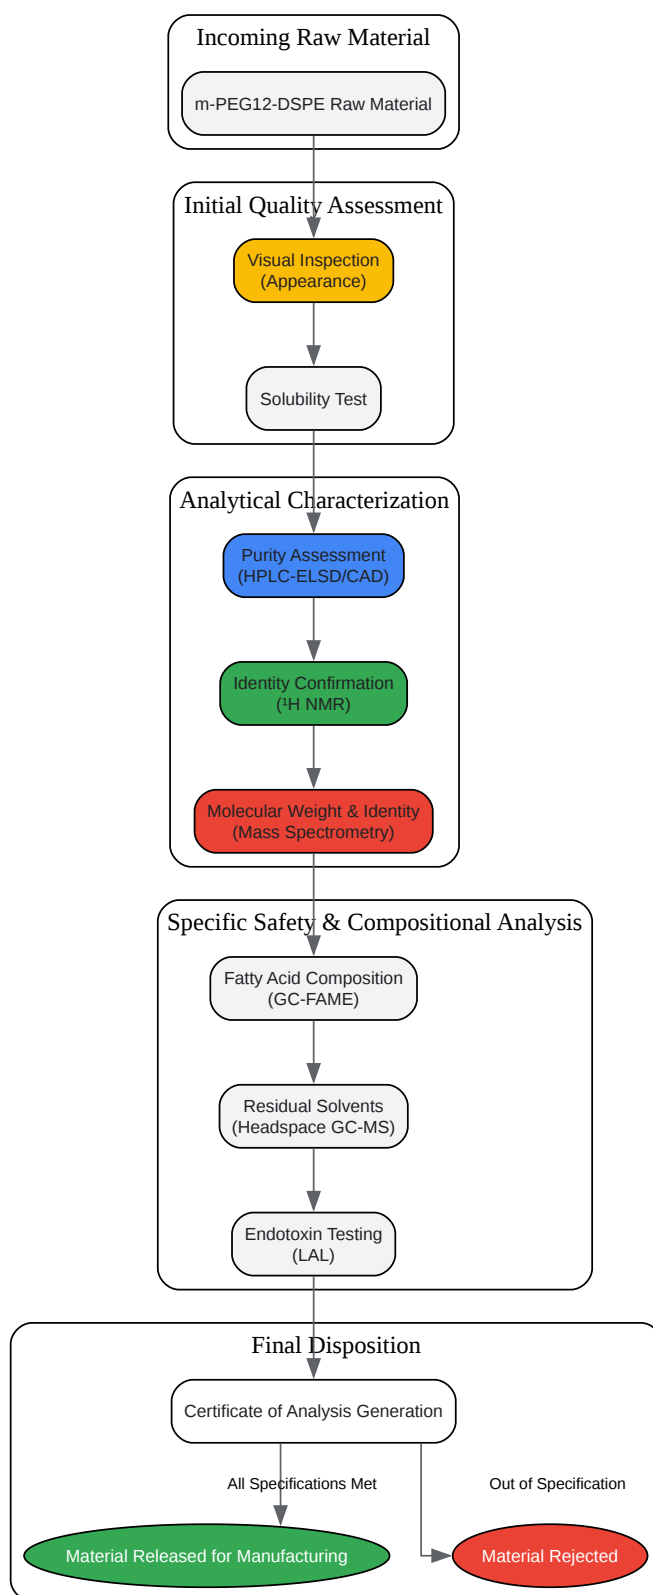 Incoming Raw Material
m-PEG12-DSPE Raw Material
Initial Quality Assessment
Visual Inspection
(Appearance)
Solubility Test
Analytical Characterization
Purity Assessment
(HPLC-ELSD/CAD)
Identity Confirmation
(¹H NMR)
Molecular Weight & Identity
(Mass Spectrometry)
Specific Safety & Compositional Analysis
Fatty Acid Composition
(GC-FAME)
Residual Solvents
(Headspace GC-MS)
Endotoxin Testing
(LAL)
Final Disposition
Certificate of Analysis Generation
All Specifications Met
Out of Specification
Material Released for Manufacturing
Material Rejected